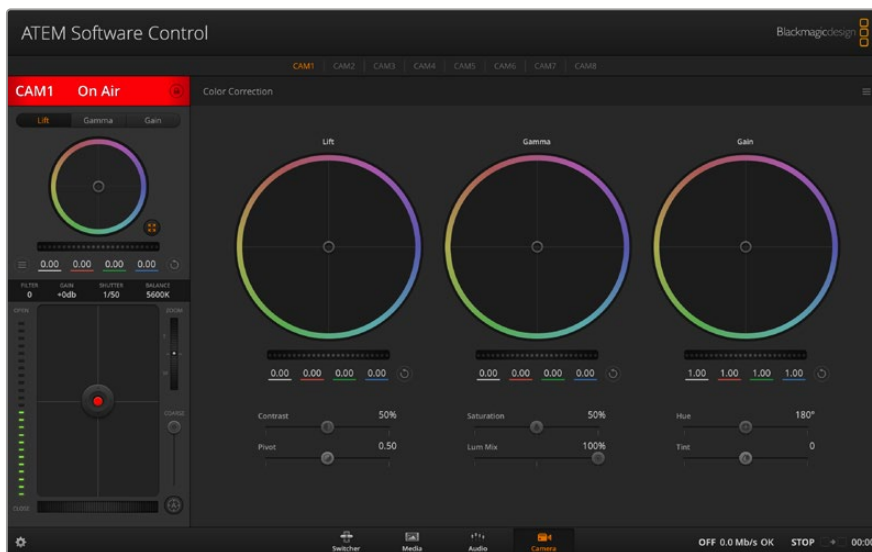 ATEM Software Control
Blackmagicdesign
CAM1 CAM2 CAM3 CAM4 CAM5 CAM6 CAM7 CAM8
CAM1 On Air
Color Correction
Lift Gamma Gain
Lift Gamma Gain
0.00 0.00 0.00 0.00
FILTER GAIN SHUTTER BALANCE
0 +0db 1/50 5600K
OPEN ZOOM
T
W
COARSE
CLOSE
0.00 0.00 0.00 0.00 0.00 0.00 0.00 0.00 1.00 1.00 1.00 1.00
Contrast 50% Saturation 50% Hue 180°
Pivot 0.50 Lum Mix 100% Tint 0
Switcher Media Audio Camera
OFF 0.0 Mb/s OK STOP 00:00